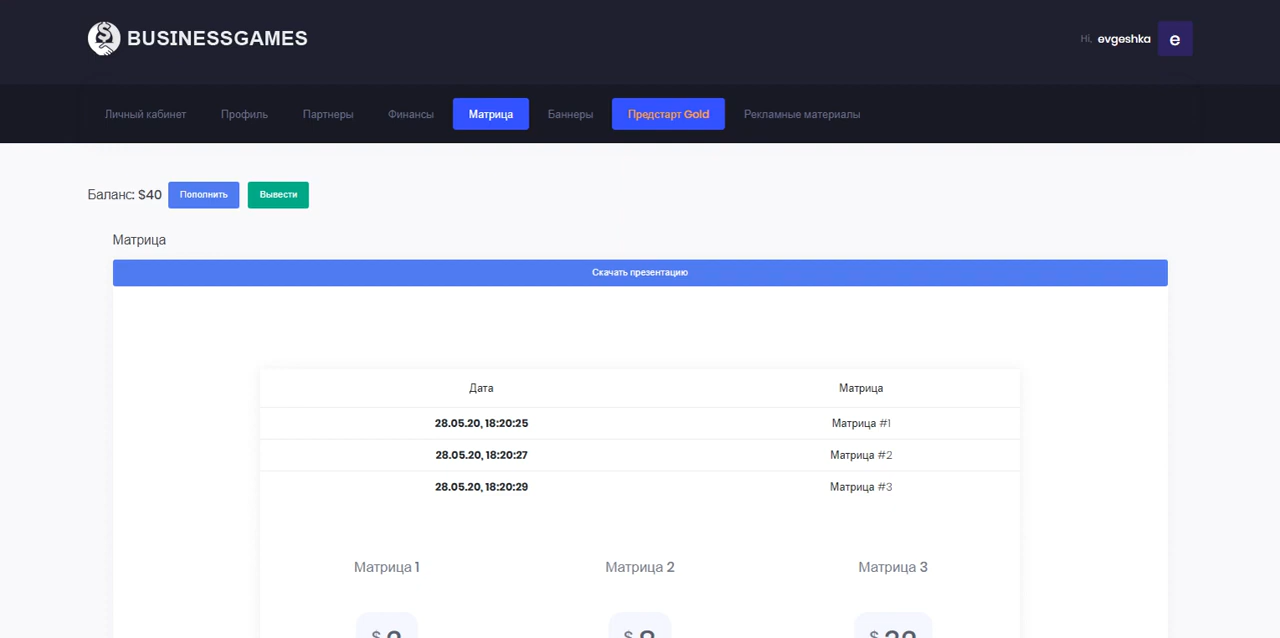 BUSINESSGAMES
Hi, evgeshka e
Личный кабинет Профиль Партнеры Финансы Матрица Баннеры Предстарт Gold Рекламные материалы
Баланс: $40 Пополнить Вывести
Матрица
Скачать презентацию
Дата Матрица
28.05.20, 18:20:25 Матрица #1
28.05.20, 18:20:27 Матрица #2
28.05.20, 18:20:29 Матрица #3
Матрица 1 Матрица 2 Матрица 3
$ $ $